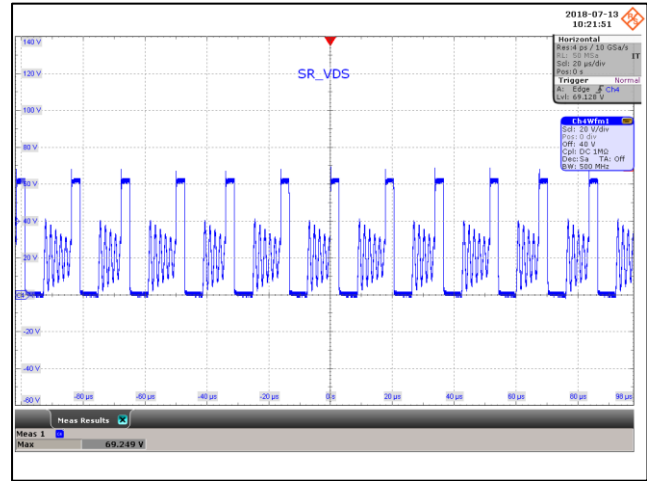 2018-07-13
10:21:51
Horizontal
Res:4 ps / 10 GSa/s
RL: 50 MSa IT
Scl: 20 µs/div
Pos:0 s
Trigger Normal
A: Edge Ch4
Lvl: 69.128 V
Ch4Wfm1
Scl: 20 V/div
Pos: 0 div
Off: 40 V
Cpl: DC 1MΩ
Dec:Sa TA: Off
BW: 500 MHz
SR_VDS
140 V
120 V
100 V
80 V
60 V
40 V
20 V
-20 V
-40 V
-60 V
-80 µs
-60 µs
-40 µs
-20 µs
0 s
20 µs
40 µs
60 µs
80 µs
98 µs
Meas Results
Meas 1
Max 69.249 V